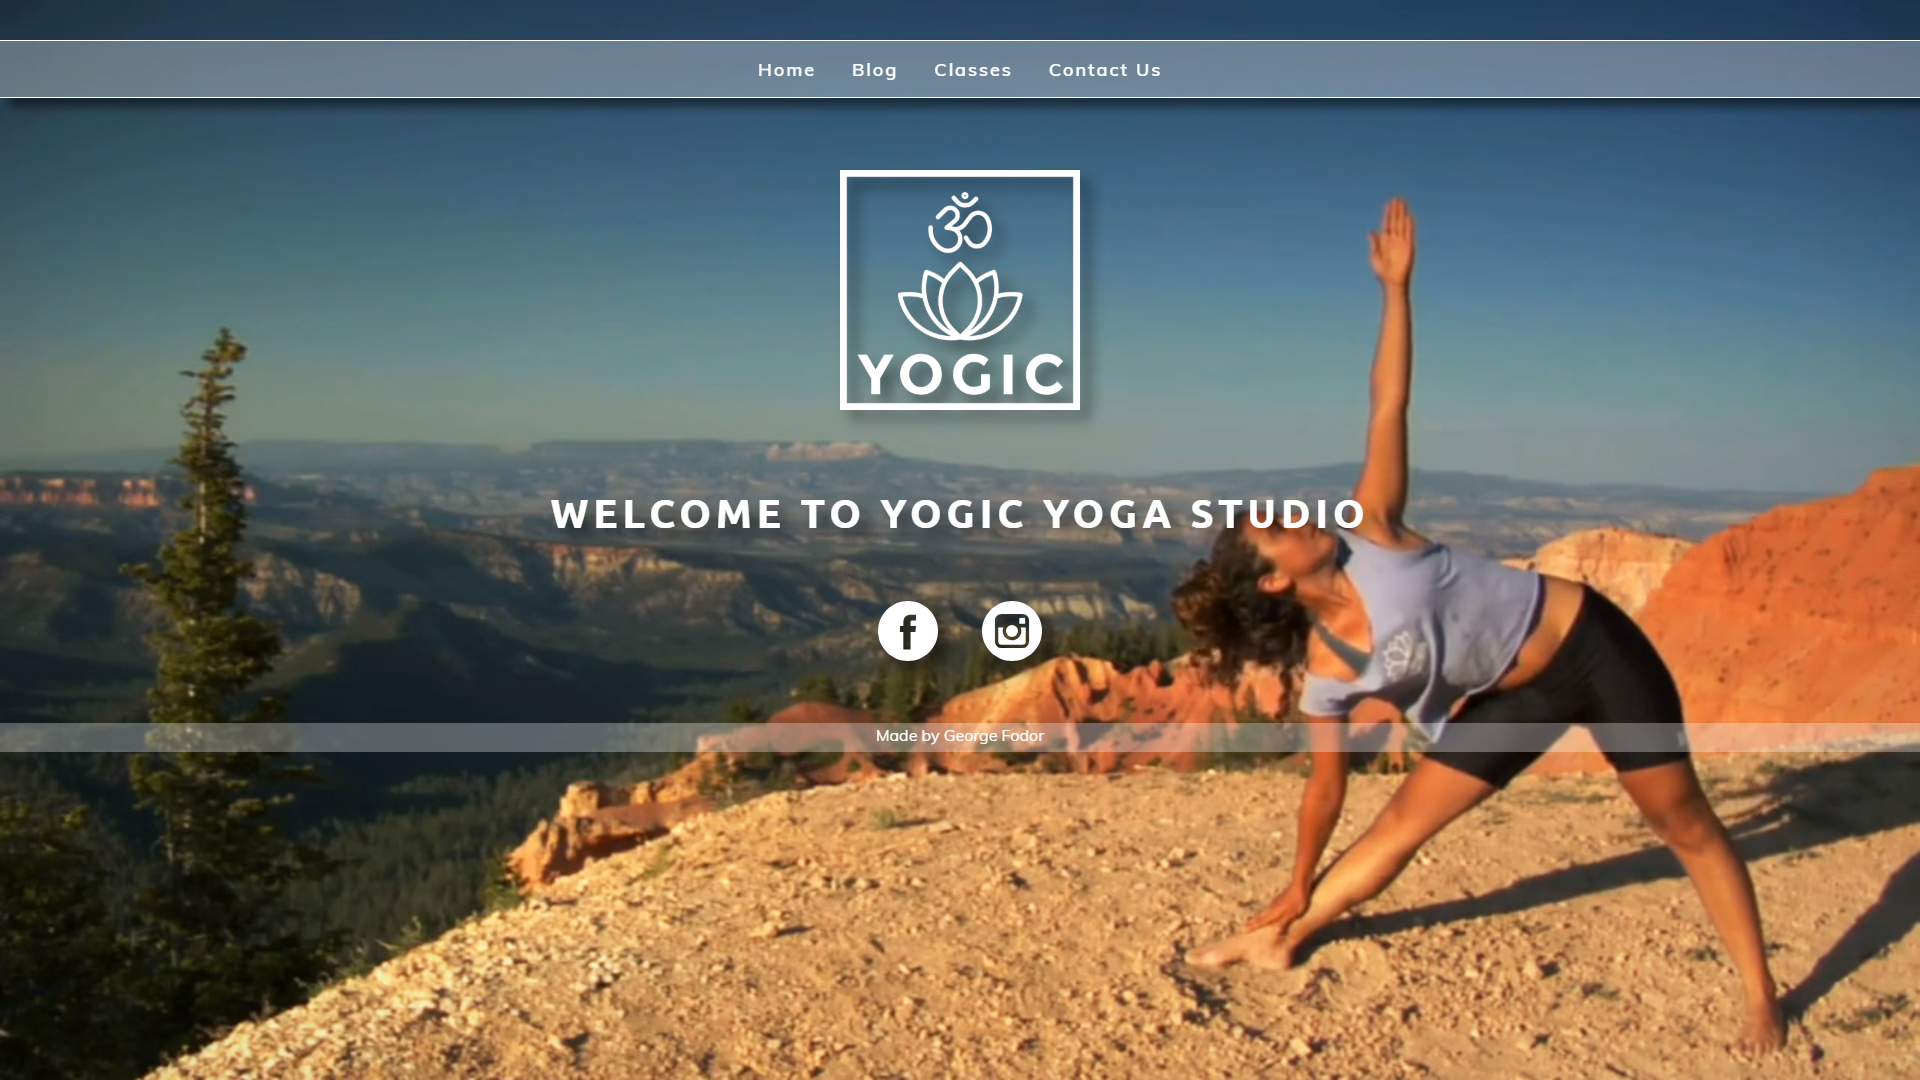 Home Blog Classes Contact Us
ॐ
YOGIC
WELCOME TO YOGIC YOGA STUDIO
f
Made by George Fodor